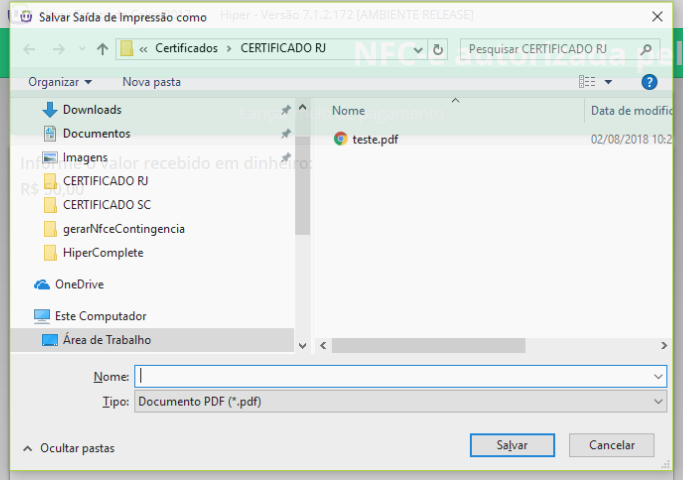 Salvar Saída de Impressão como
Hiper - Versão 7.1.2.172 [AMBIENTE RELEASE]
« Certificados > CERTIFICADO RJ
Pesquisar CERTIFICADO RJ
NFC-e autorizada pel
Organizar
Nova pasta
?
Downloads
Documentos
Imagens
CERTIFICADO RJ
CERTIFICADO SC
gerarNfceContingencia
HiperComplete
OneDrive
Este Computador
Área de Trabalho
Nome
Data de modific
teste.pdf
02/08/2018 10:2
pagamento
Informe o valor recebido em dinheiro:
R$ 50,00
Nome:
Tipo:
Documento PDF (*.pdf)
Ocultar pastas
Salvar
Cancelar